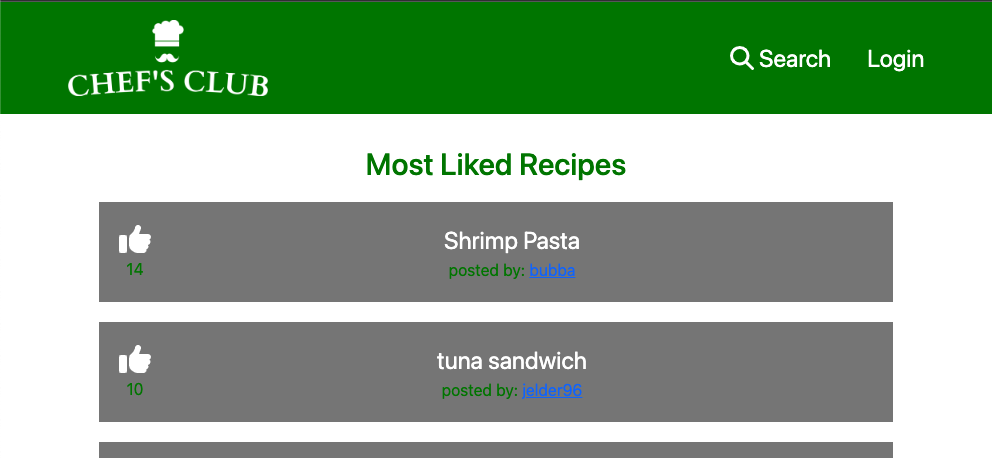 CHEF'S CLUB
Search
Login
Most Liked Recipes
Shrimp Pasta
14
posted by: bubba
tuna sandwich
10
posted by: jelder96